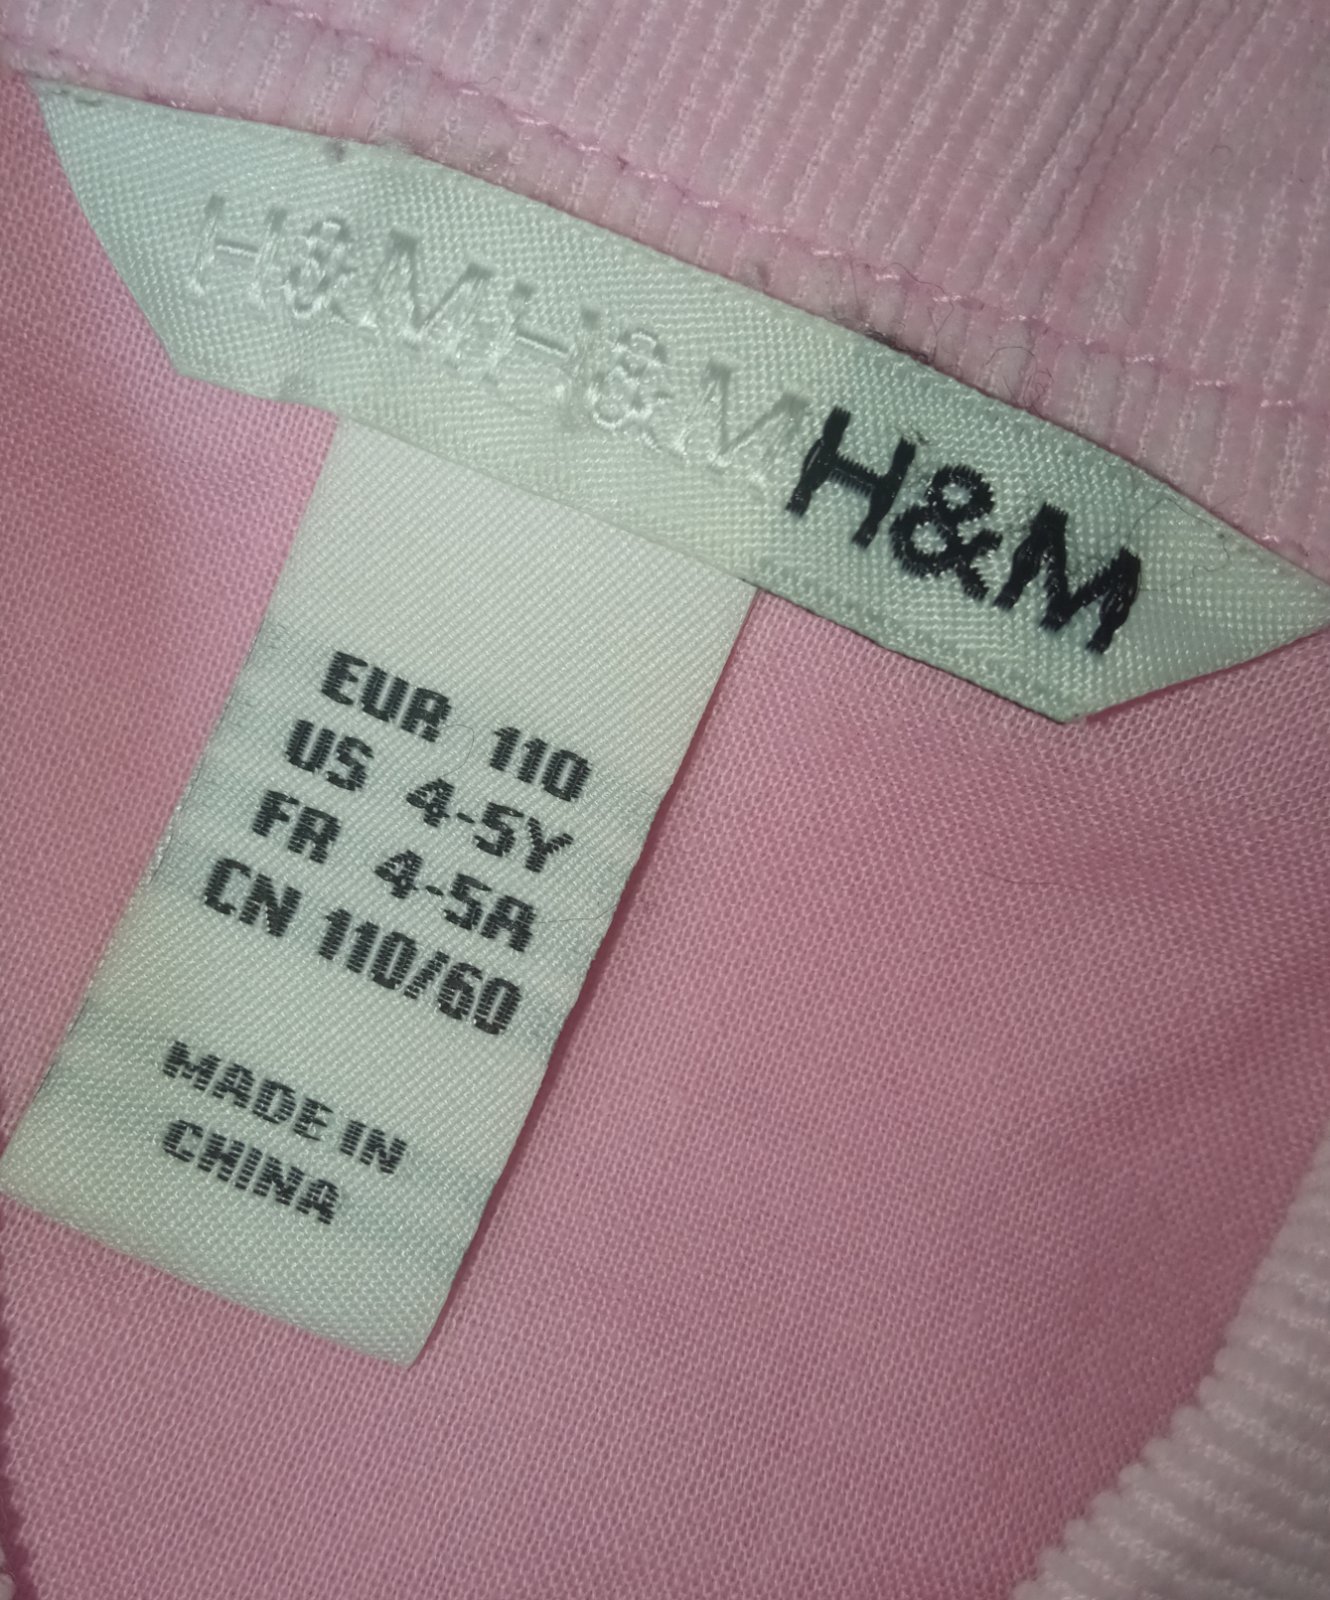 H&M H&M H&M
EUR 110
US 4-5Y
FR 4-5A
CN 110/60
MADE IN
CHINA